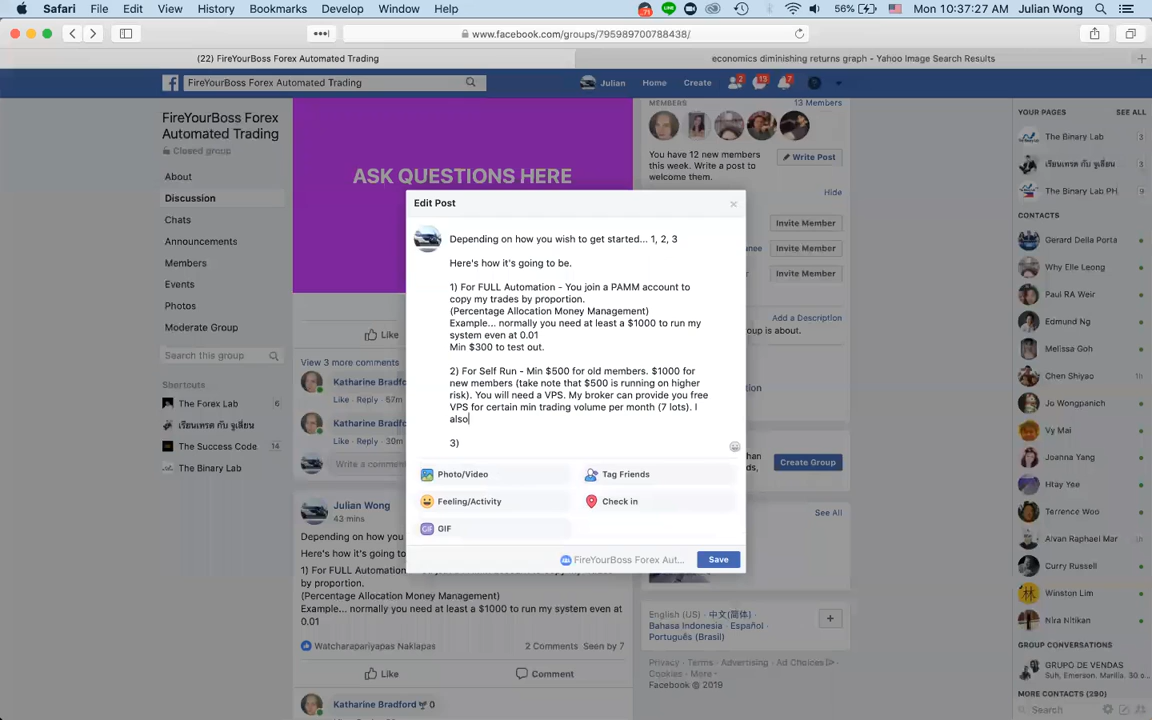 Safari File Edit View History Bookmarks Develop Window Help
56% Mon 10:37:27 AM Julian Wong
www.facebook.com/groups/795989700788438/
(22) FireYourBoss Forex Automated Trading
economics diminishing returns graph - Yahoo Image Search Results
FireYourBoss Forex Automated Trading
Julian Home Create 2 13 7
FireYourBoss Forex
Automated Trading
Closed group
About
Discussion
Chats
Announcements
Members
Events
Photos
Moderate Group
Search this group
Shortcuts
The Forex Lab 6
เรียนเทรด กับ จูเลี่ยน
The Success Code 14
The Binary Lab
ASK QUESTIONS HERE
Like
View 3 more comments
Katharine Bradford
Like · Reply
Katharine Bradford
Like · Reply · 30m
Write a comment
Julian Wong
43 mins
Depending on how you
Here's how it's going to
1) For FULL Automation
by proportion.
(Percentage Allocation Money Management)
Example... normally you need at least a $1000 to run my system even at
0.01
Watcharapariyapas Naklapas
2 Comments Seen by 7
Like Comment
Katharine Bradford 0
Edit Post
Depending on how you wish to get started... 1, 2, 3
Here's how it's going to be.
1) For FULL Automation - You join a PAMM account to
copy my trades by proportion.
(Percentage Allocation Money Management)
Example... normally you need at least a $1000 to run my
system even at 0.01
Min $300 to test out.
2) For Self Run - Min $500 for old members. $1000 for
new members (take note that $500 is running on higher
risk). You will need a VPS. My broker can provide you free
VPS for certain min trading volume per month (7 lots). I
also
3)
Photo/Video
Tag Friends
Feeling/Activity
Check in
GIF
FireYourBoss Forex Aut...
Save
MEMBERS 13 Members
You have 12 new members
this week. Write a post to
welcome them.
Write Post
Hide
Invite Member
Invite Member
Invite Member
Add a Description
Create Group
See All
English (US) · 中文(简体) ·
Bahasa Indonesia · Español ·
Português (Brasil)
Privacy · Terms · Advertising · Ad Choices ·
Cookies · More
Facebook © 2019
YOUR PAGES SEE ALL
The Binary Lab 3
เรียนเทรด กับ จูเลี่ยน 3
The Binary Lab PH 9
CONTACTS
Gerard Della Porta
Why Elle Leong
Paul RA Weir
Edmund Ng
Melissa Goh
Chen Shiyao
Jo Wongpanich
Vy Mai
Joanna Yang
Htay Yee
Terrence Woo
Aivan Raphael Mar
Curry Russell
Winston Lim
Nira Nitikan
GROUP CONVERSATIONS
GRUPO DE VENDAS
Suh, Emerson, Marilia, 30 o...
MORE CONTACTS (290)
Search